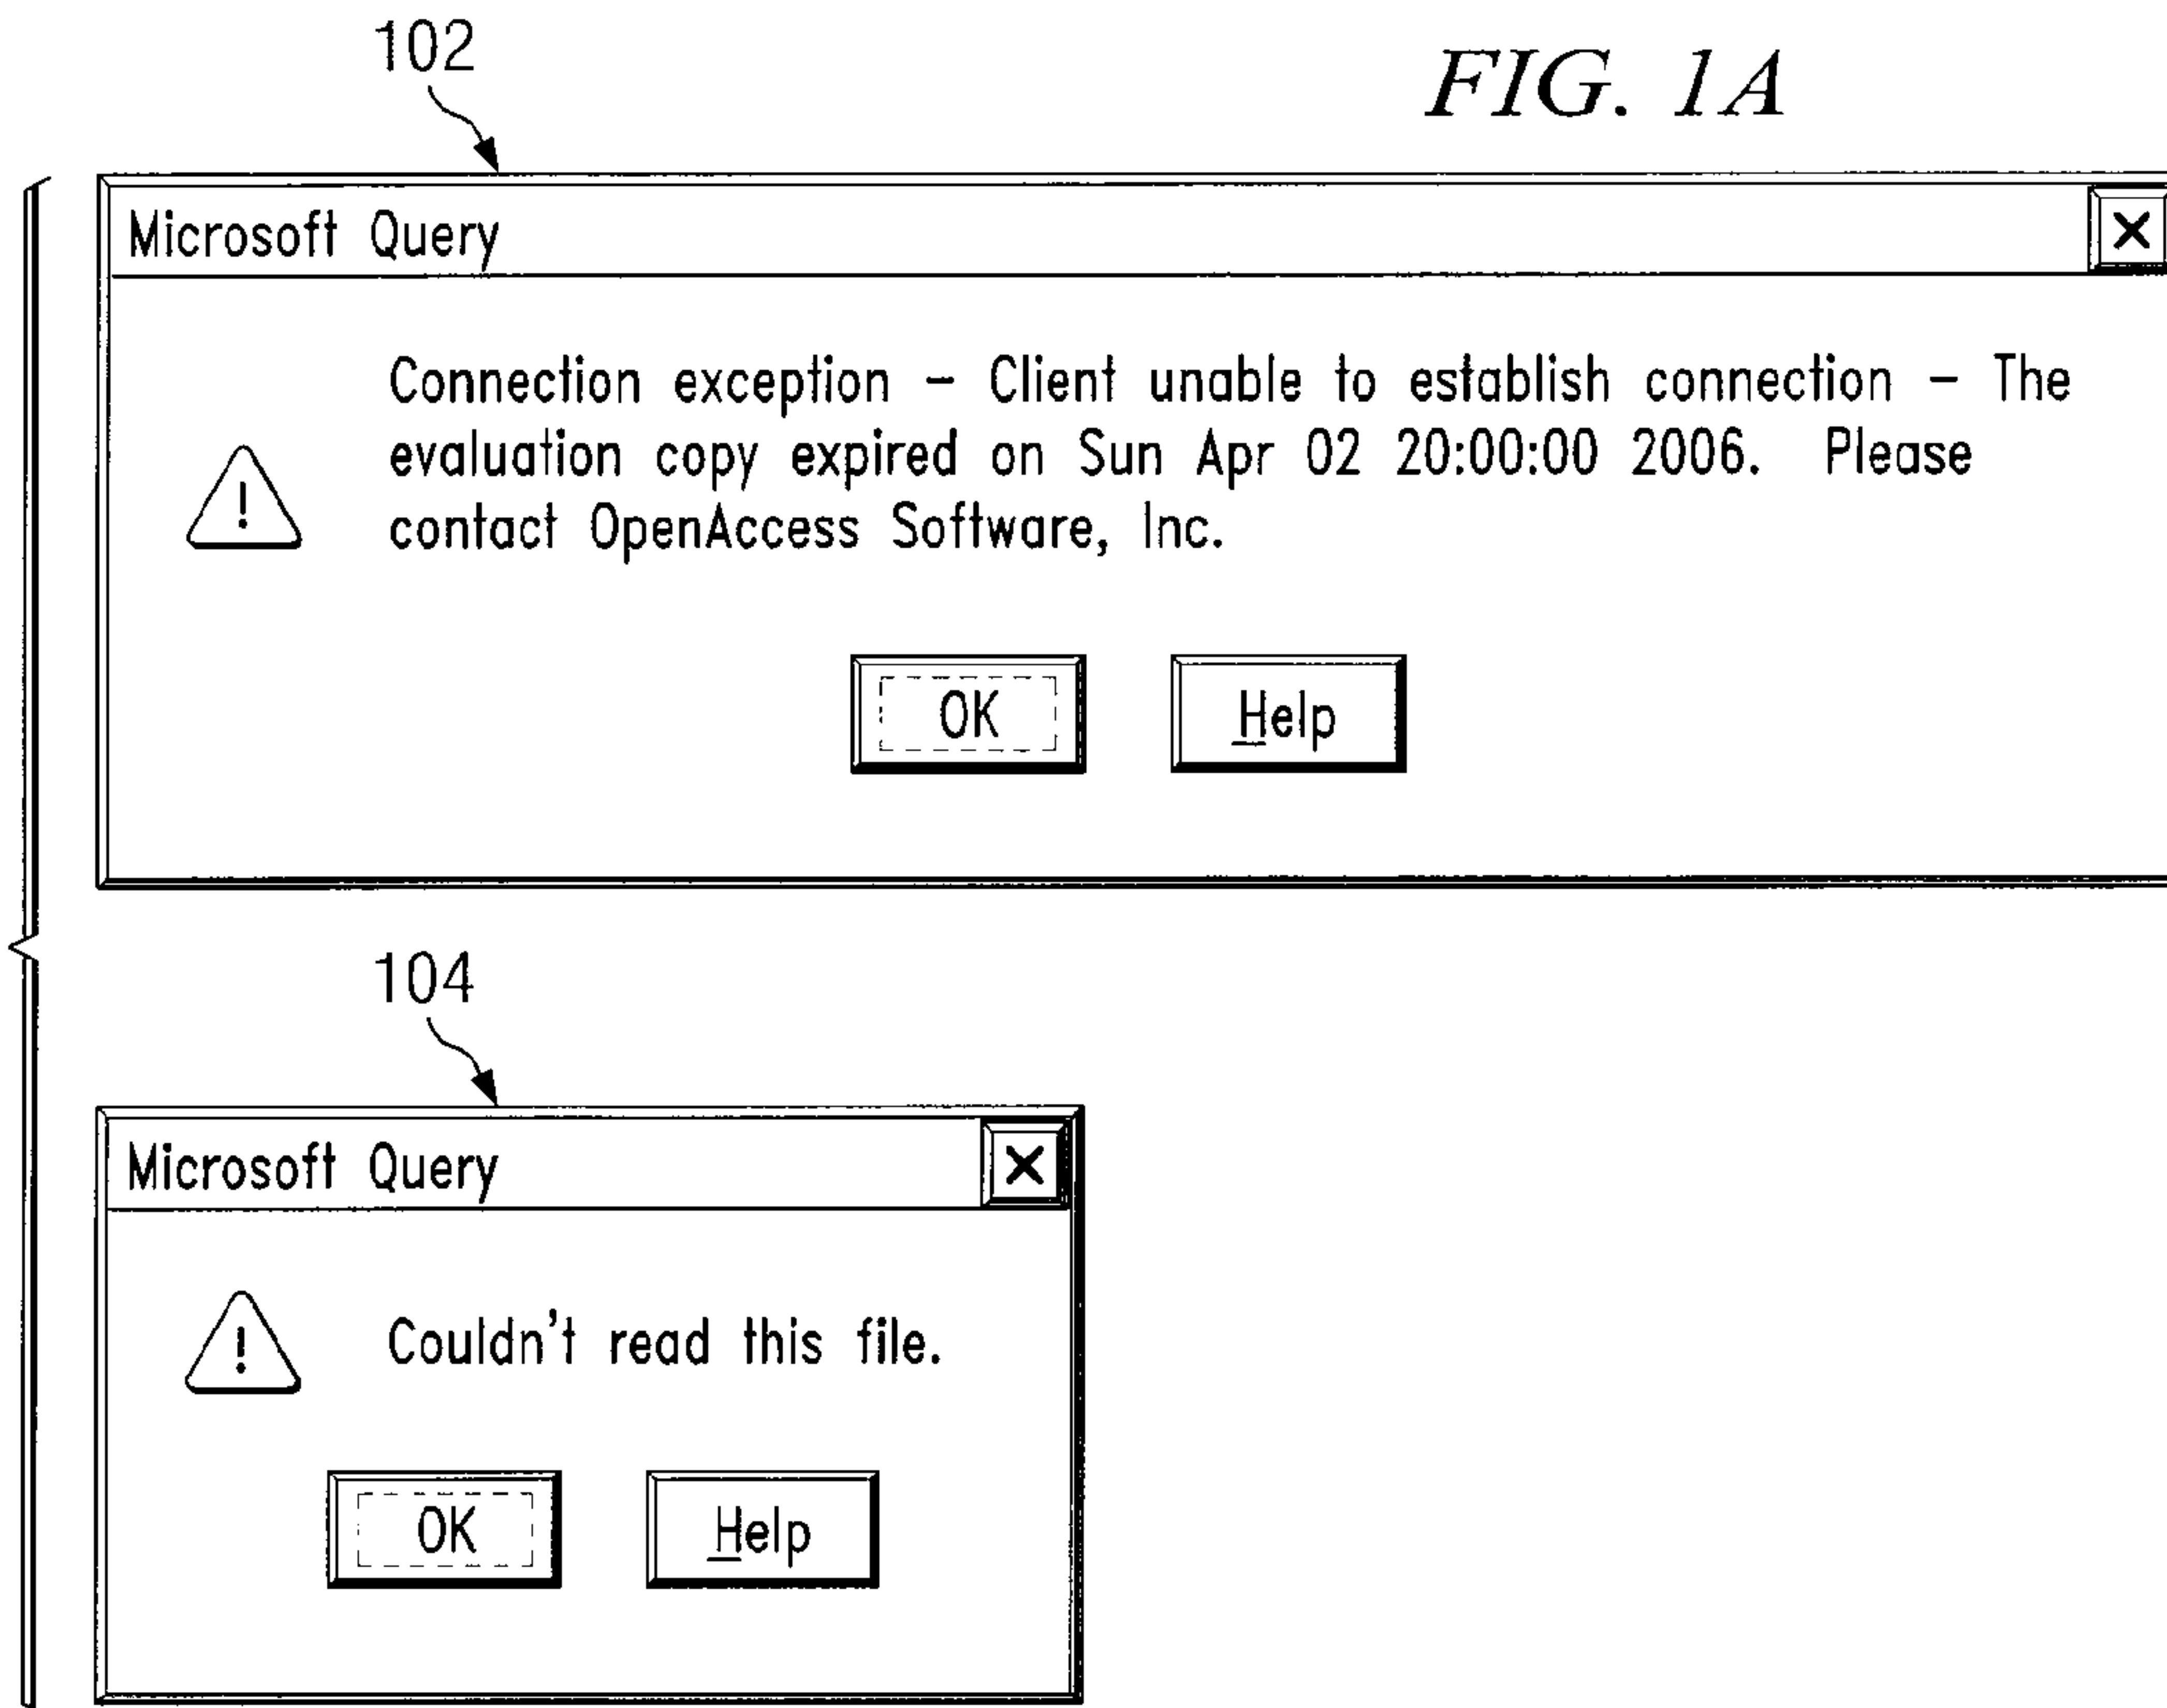 102
FIG. 1A
Microsoft Query
Connection exception – Client unable to establish connection – The
evaluation copy expired on Sun Apr 02 20:00:00 2006. Please
contact OpenAccess Software, Inc.
OK Help
104
Microsoft Query
Couldn't read this file.
OK Help